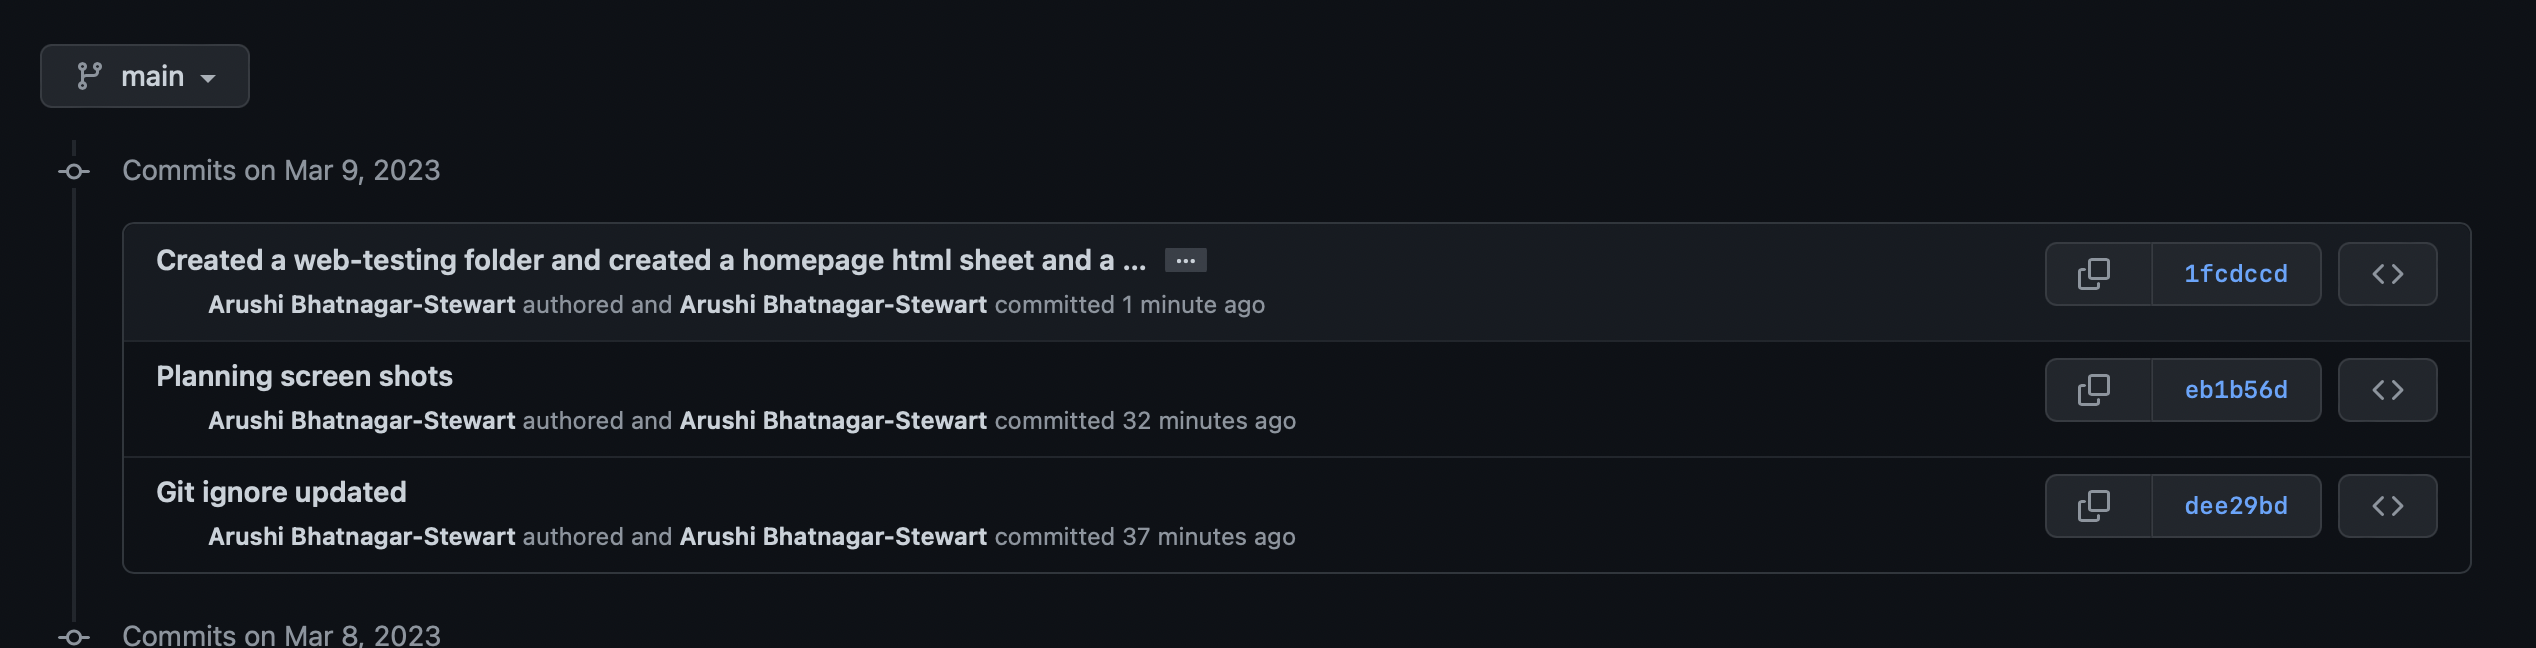 main
Commits on Mar 9, 2023
Created a web-testing folder and created a homepage html sheet and a ... ...
Arushi Bhatnagar-Stewart authored and Arushi Bhatnagar-Stewart committed 1 minute ago
1fcdccd
Planning screen shots
Arushi Bhatnagar-Stewart authored and Arushi Bhatnagar-Stewart committed 32 minutes ago
eb1b56d
Git ignore updated
Arushi Bhatnagar-Stewart authored and Arushi Bhatnagar-Stewart committed 37 minutes ago
dee29bd
Commits on Mar 8, 2023